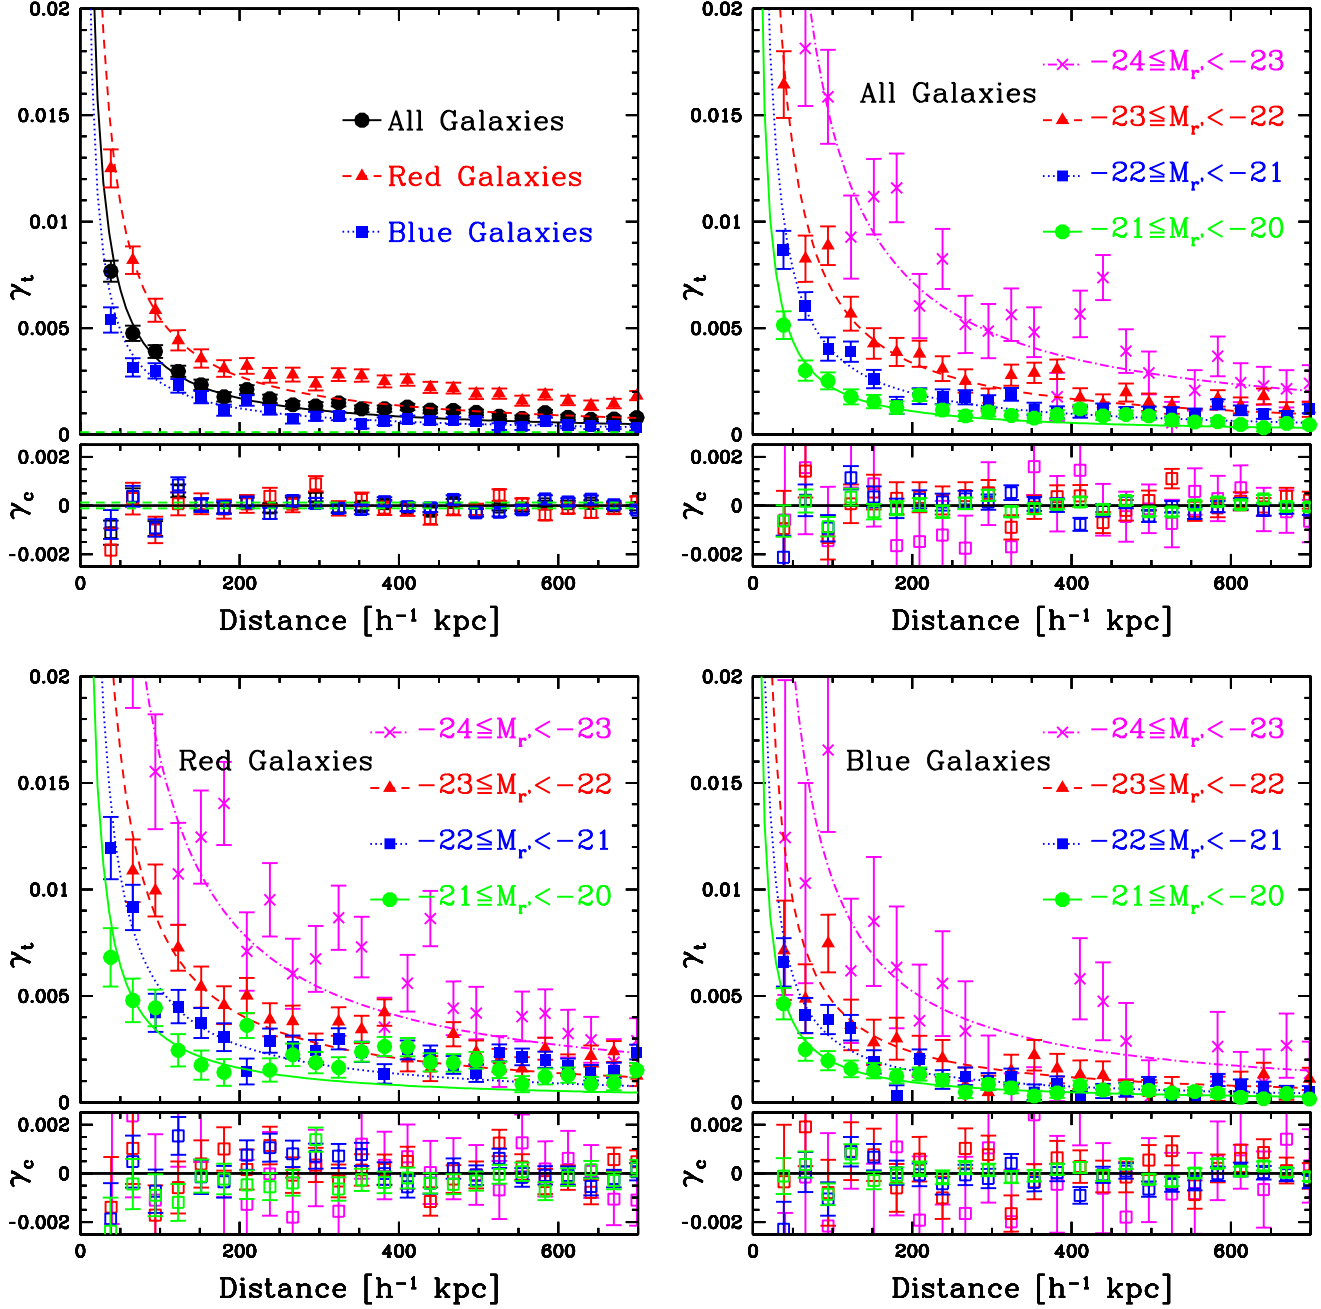 0.02
0.015
0.01
0.005
0
γt
All Galaxies
Red Galaxies
Blue Galaxies
0.002
0
-0.002
γc
0 200 400 600
Distance [h⁻¹ kpc]
0.02
0.015
0.01
0.005
0
γt
All Galaxies
−24≦Mr'<−23
−23≦Mr'<−22
−22≦Mr'<−21
−21≦Mr'<−20
0.002
0
-0.002
γc
0 200 400 600
Distance [h⁻¹ kpc]
0.02
0.015
0.01
0.005
0
γt
Red Galaxies
−24≦Mr'<−23
−23≦Mr'<−22
−22≦Mr'<−21
−21≦Mr'<−20
0.002
0
-0.002
γc
0 200 400 600
Distance [h⁻¹ kpc]
0.02
0.015
0.01
0.005
0
γt
Blue Galaxies
−24≦Mr'<−23
−23≦Mr'<−22
−22≦Mr'<−21
−21≦Mr'<−20
0.002
0
-0.002
γc
0 200 400 600
Distance [h⁻¹ kpc]